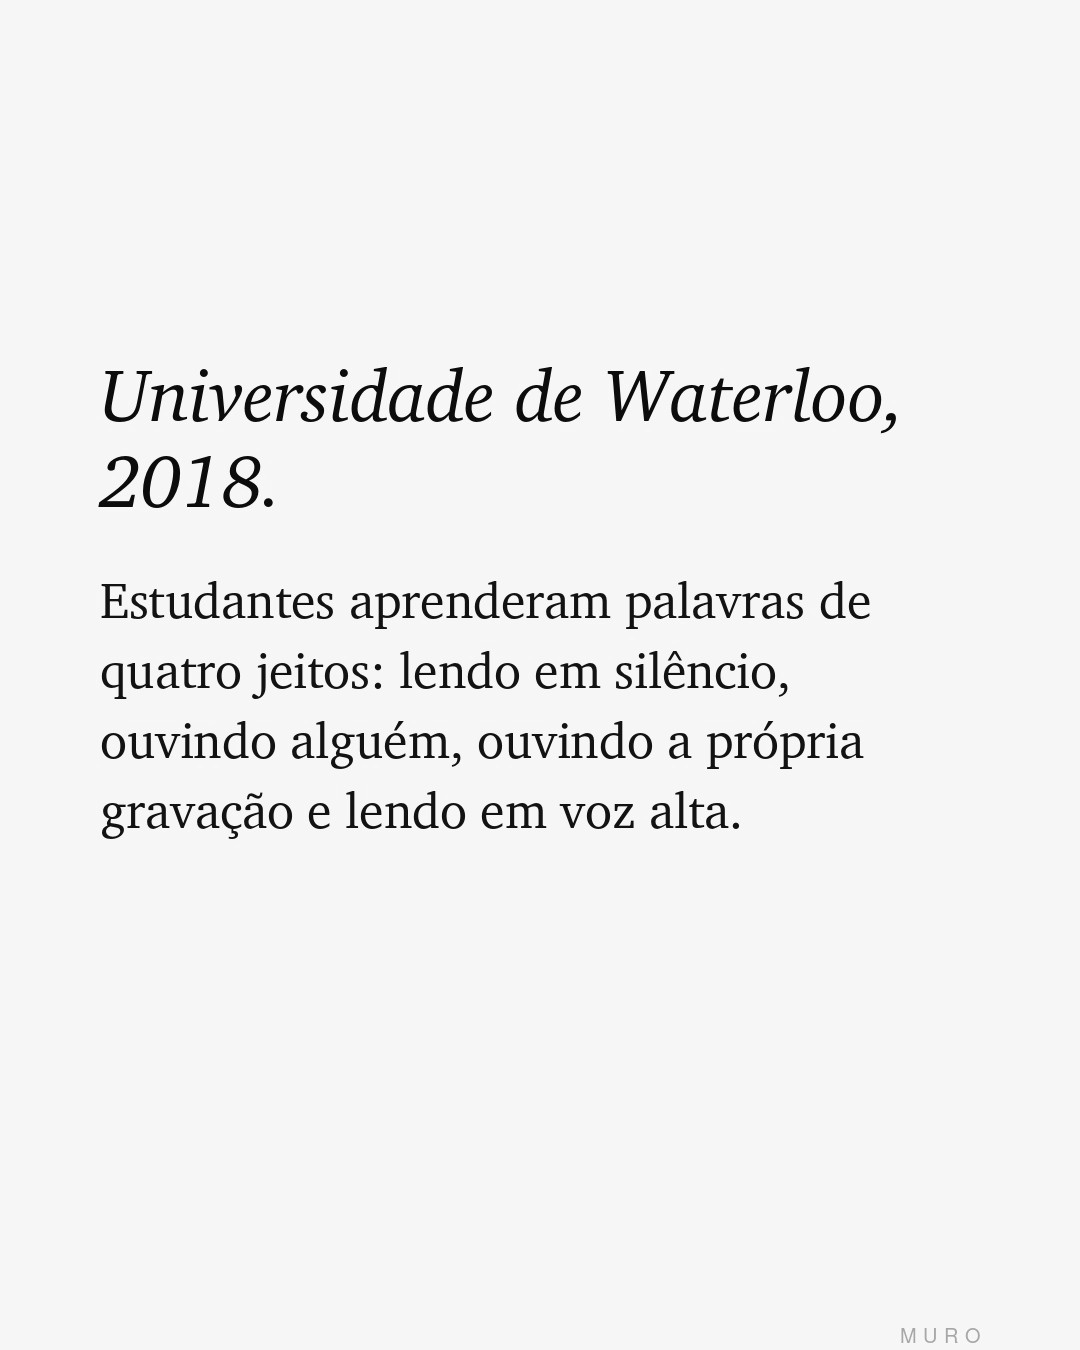 Universidade de Waterloo,
2018.
Estudantes aprenderam palavras de
quatro jeitos: lendo em silêncio,
ouvindo alguém, ouvindo a própria
gravação e lendo em voz alta.
MURO